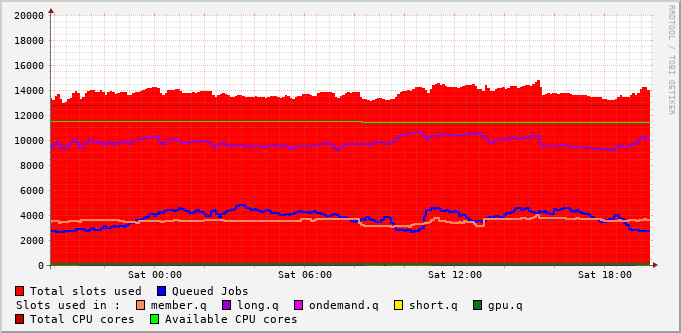 20000
18000
16000
14000
12000
10000
8000
6000
4000
2000
0
Sat 00:00 Sat 06:00 Sat 12:00 Sat 18:00
RRDTOOL / TOBI OETIKER
Total slots used Queued Jobs
Slots used in : member.q long.q ondemand.q short.q gpu.q
Total CPU cores Available CPU cores